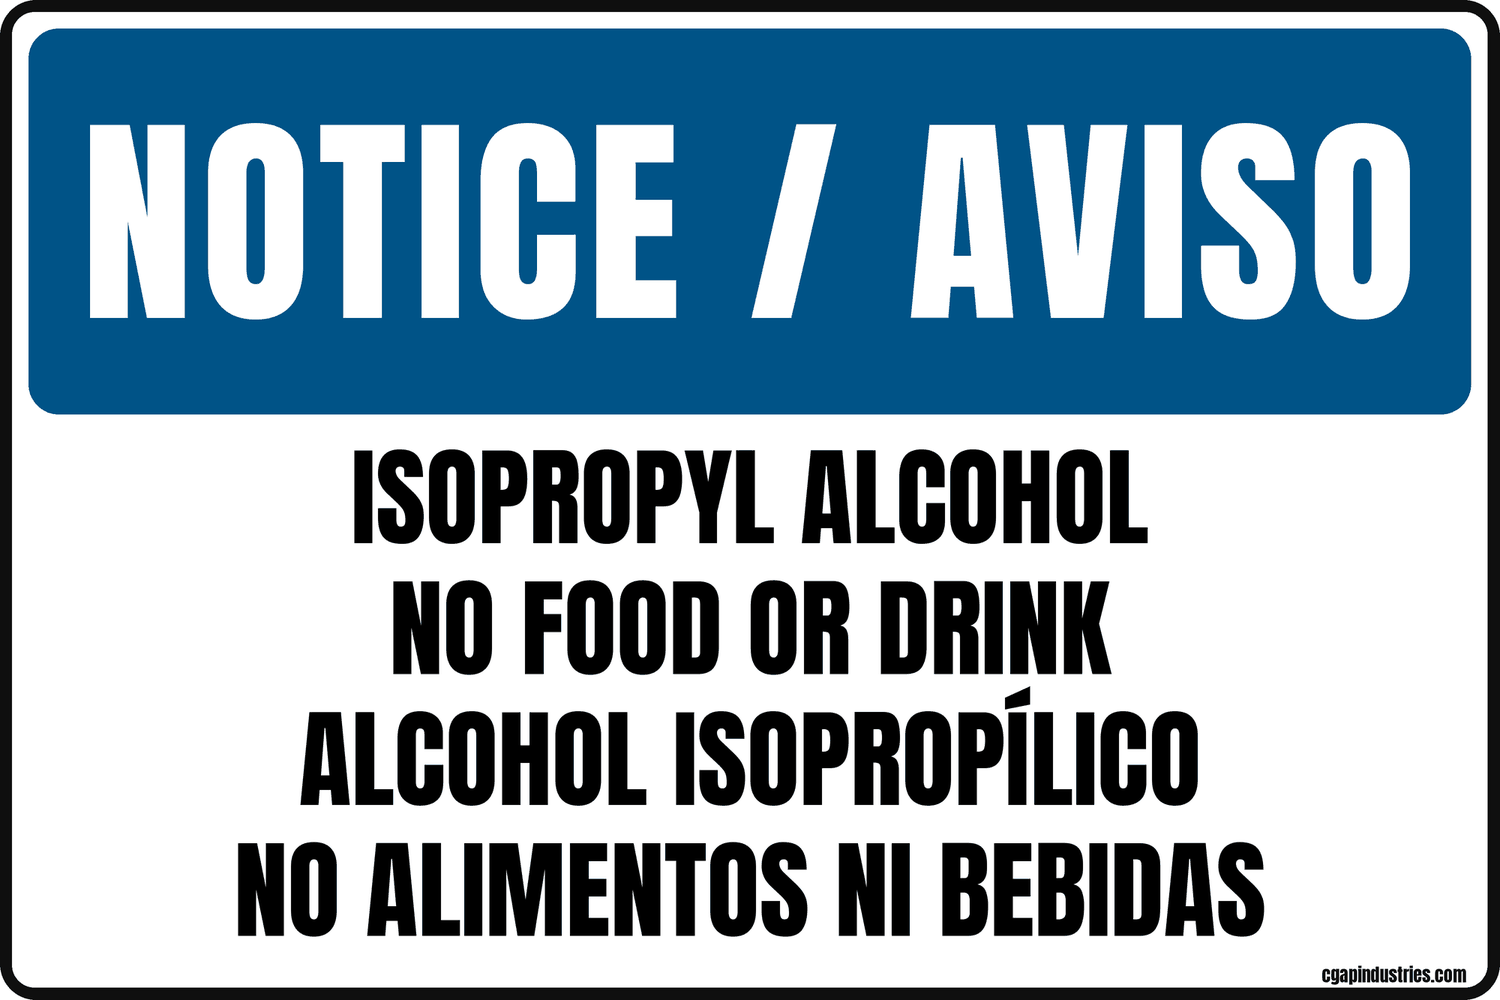 NOTICE / AVISO
ISOPROPYL ALCOHOL
NO FOOD OR DRINK
ALCOHOL ISOPROPÍLICO
NO ALIMENTOS NI BEBIDAS
cgapindustries.com